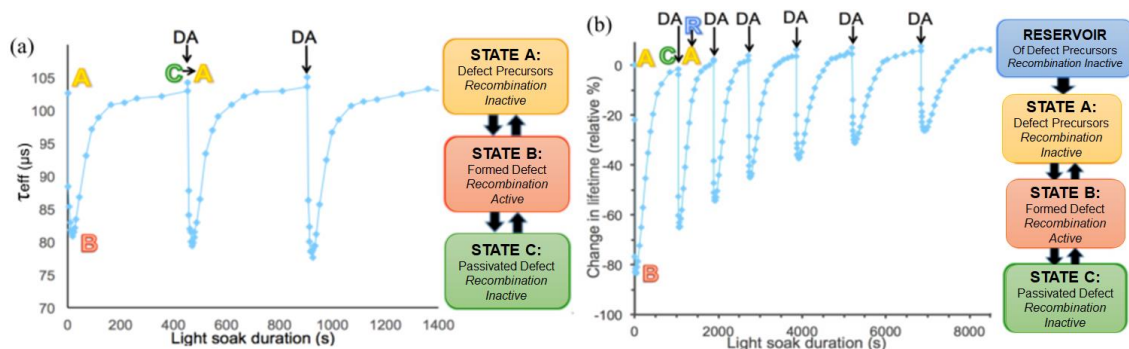 (a)
DA
DA
A
C
A
B
105
100
95
90
85
80
75
70
τeff (µs)
0
200
400
600
800
1000
1200
1400
Light soak duration (s)
STATE A:
Defect Precursors
Recombination
Inactive
STATE B:
Formed Defect
Recombination
Active
STATE C:
Passivated Defect
Recombination
Inactive
(b)
DA
R
DA
DA
DA
DA
DA
A
C
A
B
0
-20
-40
-60
-80
-100
Change in lifetime (relative %)
0
2000
4000
6000
8000
Light soak duration (s)
RESERVOIR
Of Defect Precursors
Recombination Inactive
STATE A:
Defect Precursors
Recombination
Inactive
STATE B:
Formed Defect
Recombination
Active
STATE C:
Passivated Defect
Recombination
Inactive